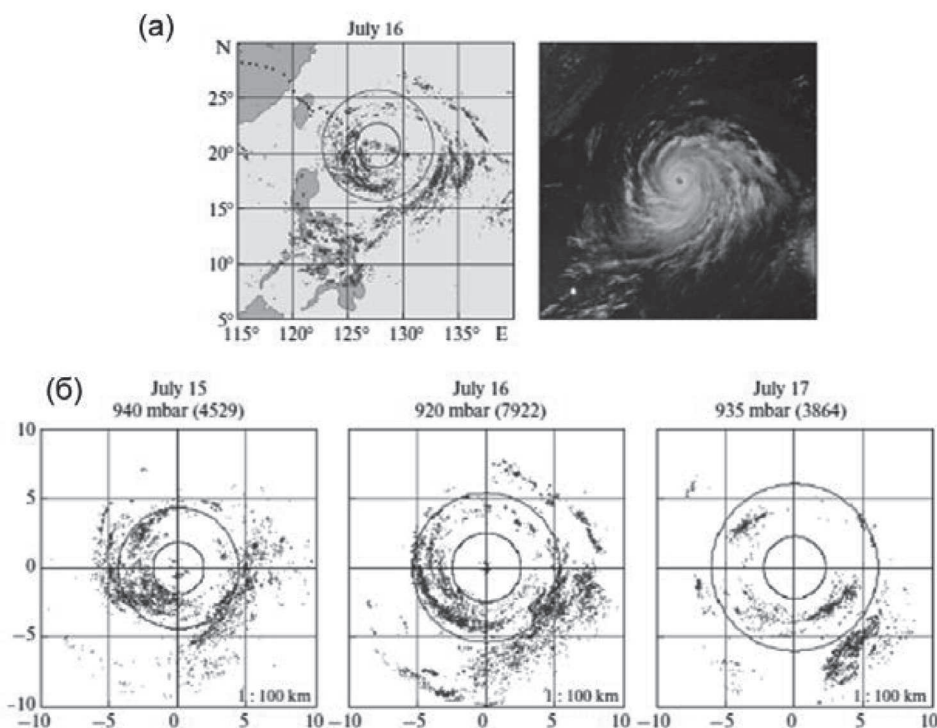 (а)
July 16
N
25°
20°
15°
10°
5°
115° 120° 125° 130° 135° E
(б)
July 15
940 mbar (4529)
July 16
920 mbar (7922)
July 17
935 mbar (3864)
10
5
0
−5
−10
1 : 100 km
1 : 100 km
1 : 100 km
−10 −5 0 5 10
−10 −5 0 5 10
−10 −5 0 5 10